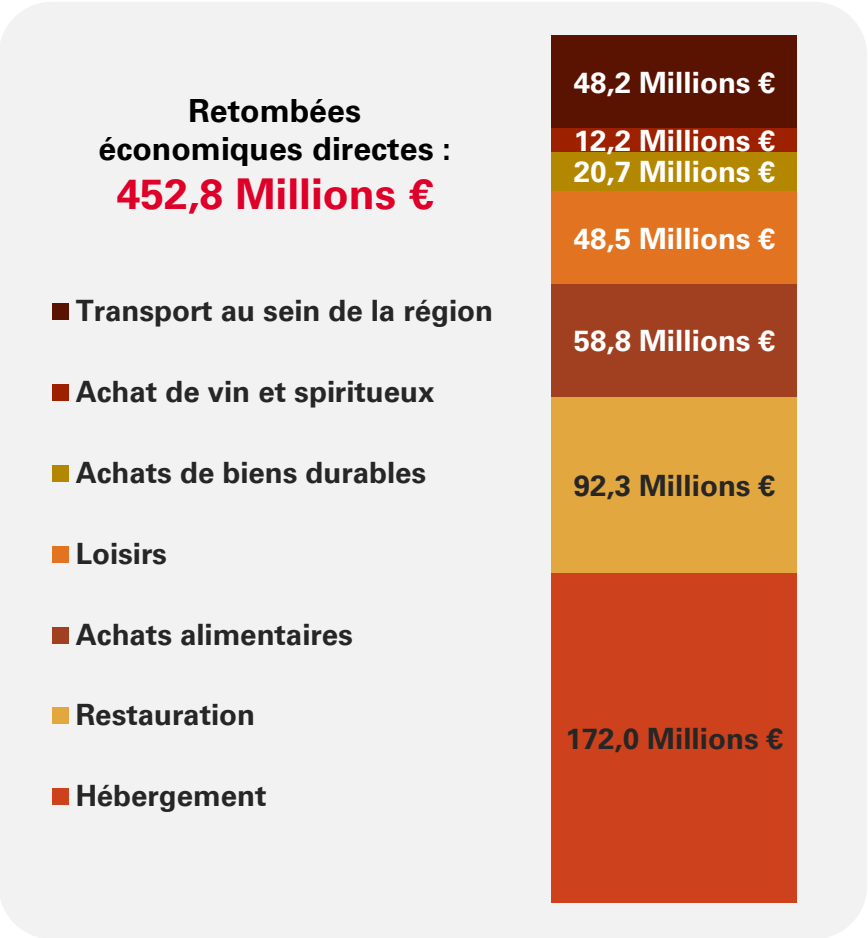 Retombées
économiques directes :
452,8 Millions €
Transport au sein de la région
Achat de vin et spiritueux
Achats de biens durables
Loisirs
Achats alimentaires
Restauration
Hébergement
48,2 Millions €
12,2 Millions €
20,7 Millions €
48,5 Millions €
58,8 Millions €
92,3 Millions €
172,0 Millions €